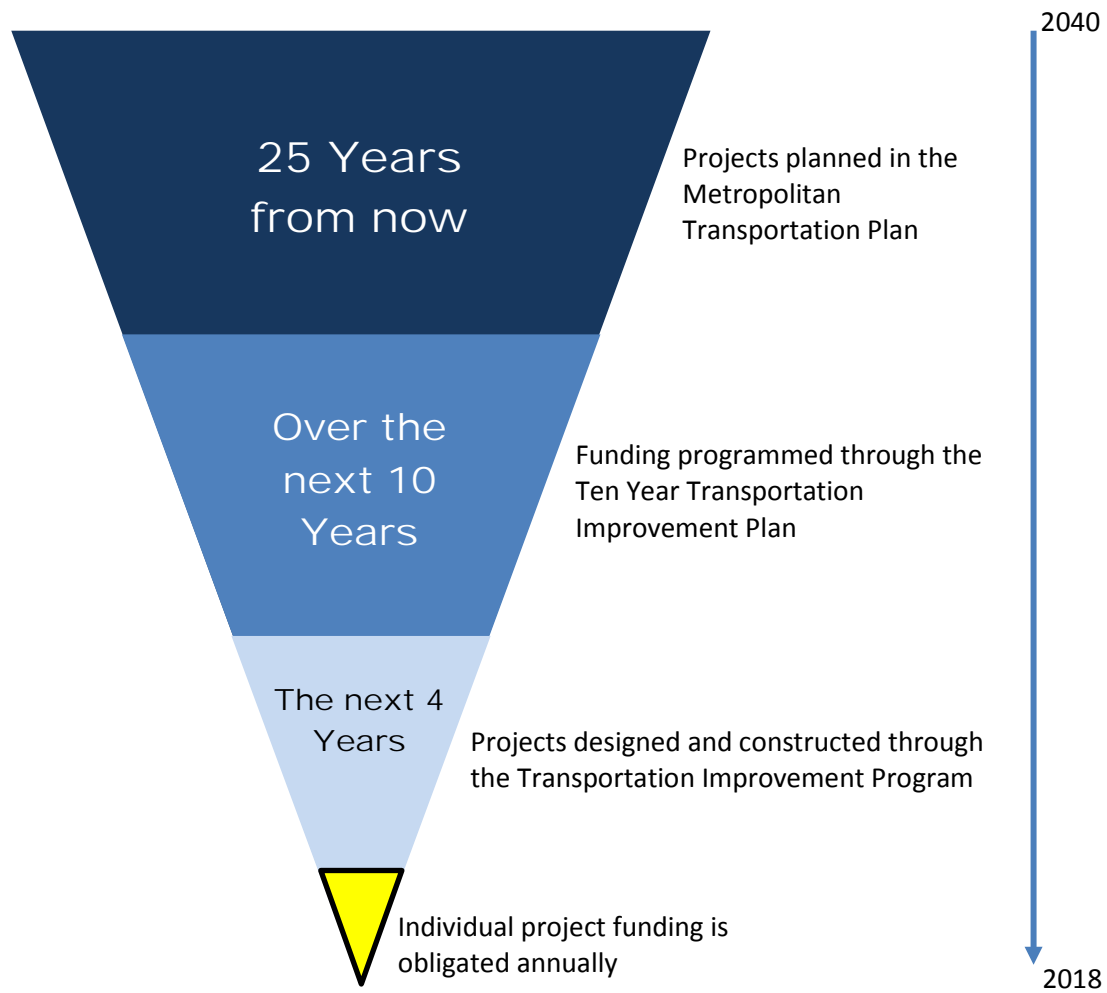 2040
25 Years
from now
Projects planned in the
Metropolitan
Transportation Plan
Over the
next 10
Years
Funding programmed through the
Ten Year Transportation
Improvement Plan
The next 4
Years
Projects designed and constructed through
the Transportation Improvement Program
Individual project funding is
obligated annually
2018